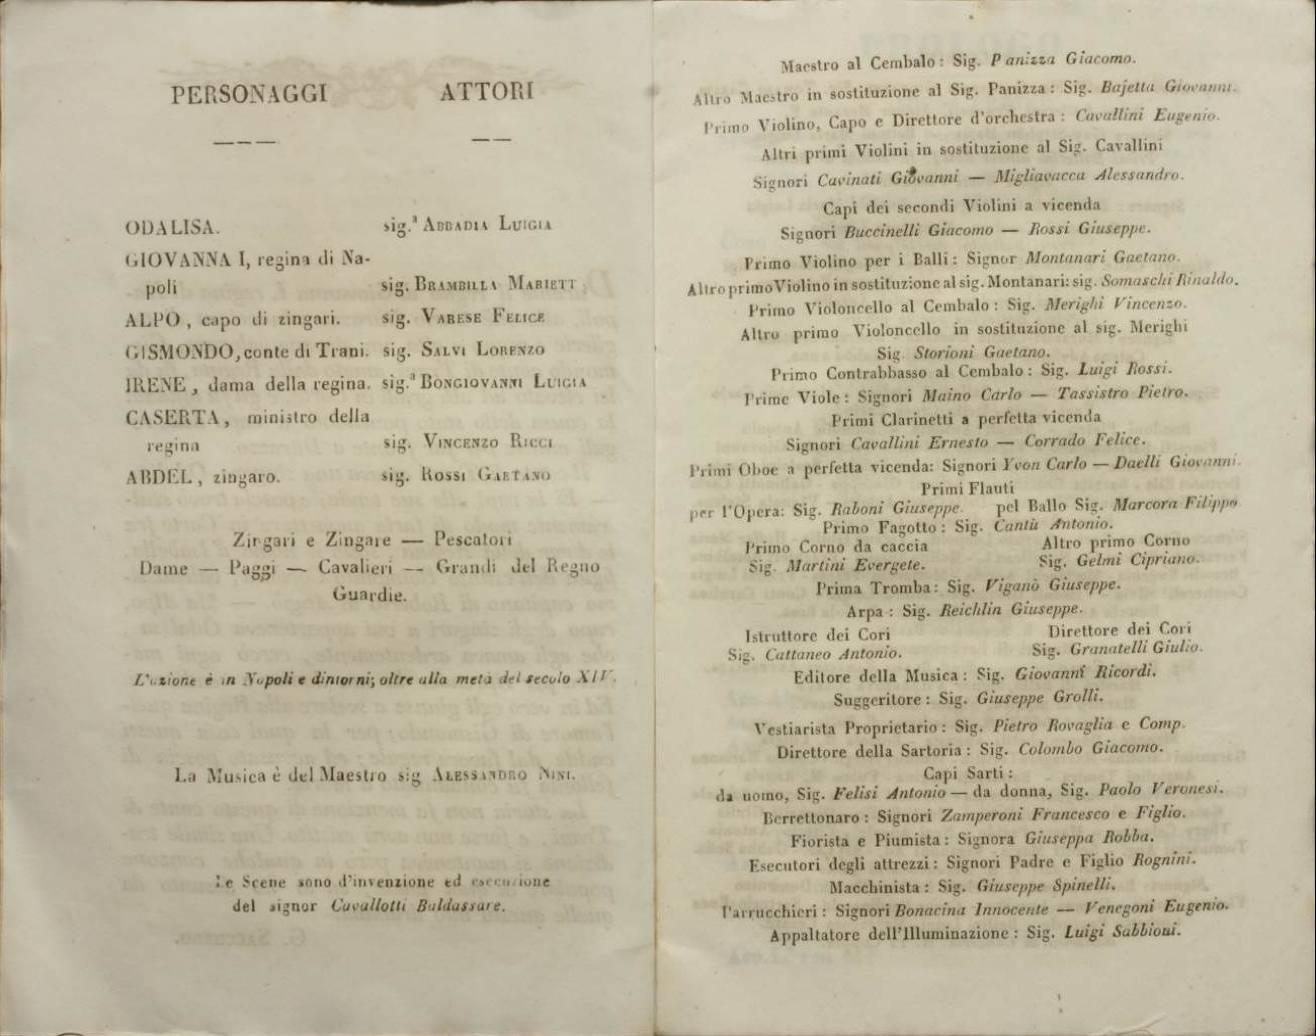 PERSONAGGI ATTORI
ODALISA. sig.ª ABBADIA LUIGIA
GIOVANNA I, regina di Na-
poli sig. BRAMBILLA MARIETT
ALPO, capo di zingari. sig. VARESE FELICE
GISMONDO, conte di Trani. sig. SALVI LORENZO
IRENE, dama della regina. sig.ª BONGIOVANNI LUIGIA
CASERTA, ministro della
regina sig. VINCENZO RICCI
ABDEL, zingaro. sig. ROSSI GAETANO
Zingari e Zingare — Pescatori
Dame — Paggi — Cavalieri — Grandi del Regno
Guardie.
L'azione è in Napoli e dintorni; oltre alla metà del secolo XIV.
La Musica è del Maestro sig ALESSANDRO NINI.
Le Scene sono d'invenzione ed esecuzione
del signor Cavallotti Baldassare.
Maestro al Cembalo: Sig. Panizza Giacomo.
Altro Maestro in sostituzione al Sig. Panizza: Sig. Bajetta Giovanni.
Primo Violino, Capo e Direttore d'orchestra: Cavallini Eugenio.
Altri primi Violini in sostituzione al Sig. Cavallini
Signori Cavinati Giovanni — Migliavacca Alessandro.
Capi dei secondi Violini a vicenda
Signori Buccinelli Giacomo — Rossi Giuseppe.
Primo Violino per i Balli: Signor Montanari Gaetano.
Altro primo Violino in sostituzione al sig. Montanari: sig. Somaschi Rinaldo.
Primo Violoncello al Cembalo: Sig. Merighi Vincenzo.
Altro primo Violoncello in sostituzione al sig. Merighi
Sig. Storioni Gaetano.
Primo Contrabbasso al Cembalo: Sig. Luigi Rossi.
Prime Viole: Signori Maino Carlo — Tassistro Pietro.
Primi Clarinetti a perfetta vicenda
Signori Cavallini Ernesto — Corrado Felice.
Primi Oboe a perfetta vicenda: Signori Yvon Carlo — Daelli Giovanni.
Primi Flauti
per l'Opera: Sig. Raboni Giuseppe. pel Ballo Sig. Marcora Filippo
Primo Fagotto: Sig. Cantù Antonio.
Primo Corno da caccia Altro primo Corno
Sig. Martini Evergete. Sig. Gelmi Cipriano.
Prima Tromba: Sig. Viganò Giuseppe.
Arpa: Sig. Reichlin Giuseppe.
Istruttore dei Cori Direttore dei Cori
Sig. Cattaneo Antonio. Sig. Granatelli Giulio.
Editore della Musica: Sig. Giovanni Ricordi.
Suggeritore: Sig. Giuseppe Grolli.
Vestiarista Proprietario: Sig. Pietro Rovaglia e Comp.
Direttore della Sartoria: Sig. Colombo Giacomo.
Capi Sarti:
da uomo, Sig. Felisi Antonio — da donna, Sig. Paolo Veronesi.
Berrettonaro: Signori Zamperoni Francesco e Figlio.
Fiorista e Piumista: Signora Giuseppa Robba.
Esecutori degli attrezzi: Signori Padre e Figlio Rognini.
Macchinista: Sig. Giuseppe Spinelli.
Parrucchieri: Signori Bonacina Innocente — Venegoni Eugenio.
Appaltatore dell'Illuminazione: Sig. Luigi Sabbioni.